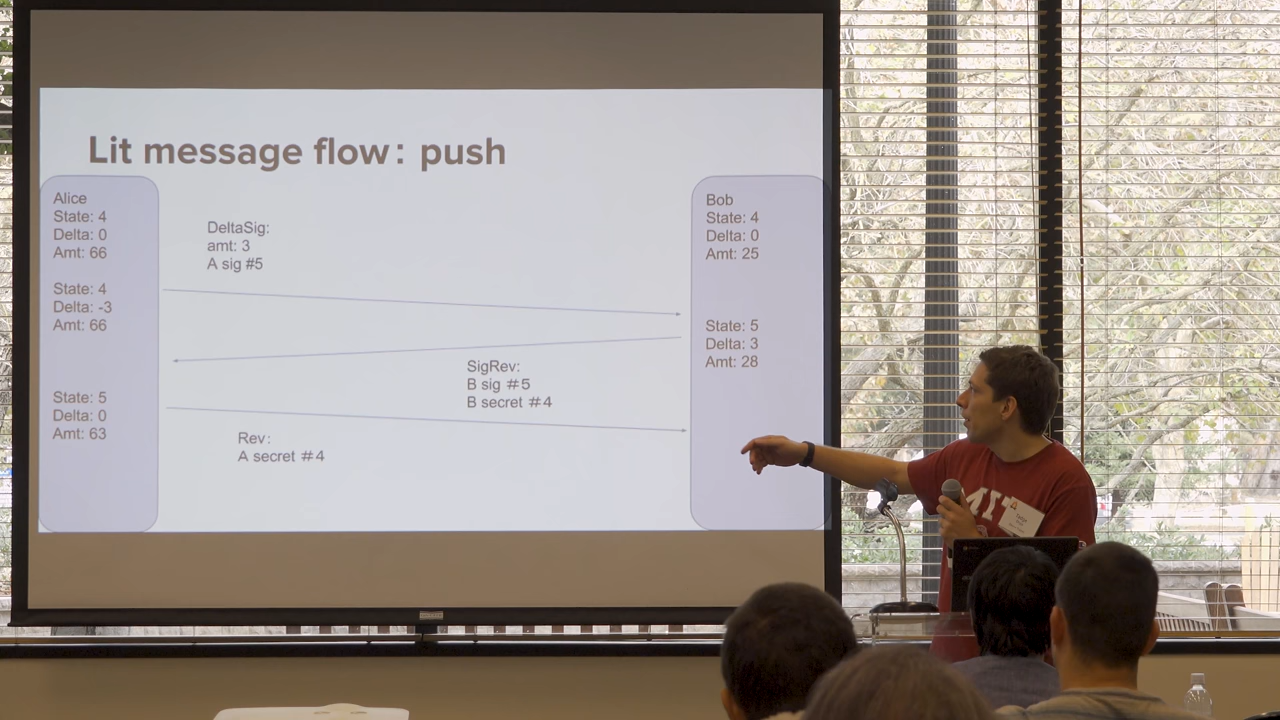 Lit message flow: push
Alice
State: 4
Delta: 0
Amt: 66
State: 4
Delta: -3
Amt: 66
State: 5
Delta: 0
Amt: 63
DeltaSig:
amt: 3
A sig #5
SigRev:
B sig #5
B secret #4
Rev:
A secret #4
Bob
State: 4
Delta: 0
Amt: 25
State: 5
Delta: 3
Amt: 28
MIT